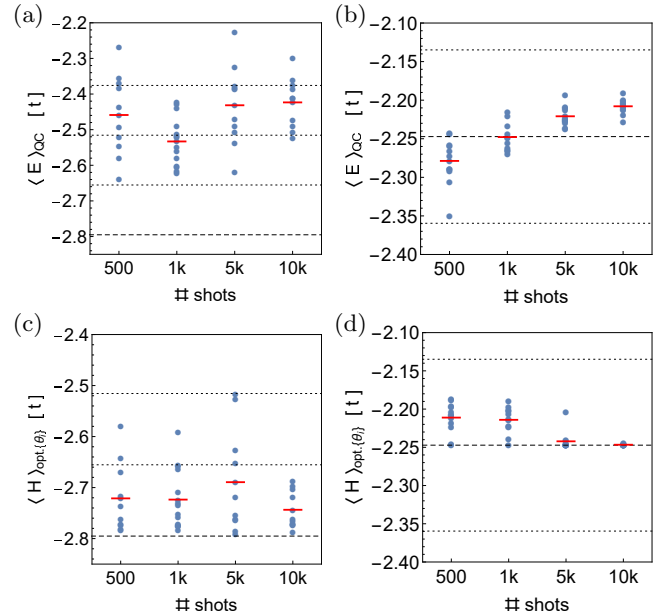 (a)
−2.2
−2.3
−2.4
−2.5
−2.6
−2.7
−2.8
⟨ E ⟩QC [ t ]
500 1k 5k 10k
# shots
(b)
−2.10
−2.15
−2.20
−2.25
−2.30
−2.35
−2.40
⟨ E ⟩QC [ t ]
500 1k 5k 10k
# shots
(c)
−2.4
−2.5
−2.6
−2.7
−2.8
⟨ H ⟩opt.{θi} [ t ]
500 1k 5k 10k
# shots
(d)
−2.10
−2.15
−2.20
−2.25
−2.30
−2.35
−2.40
⟨ H ⟩opt.{θi} [ t ]
500 1k 5k 10k
# shots